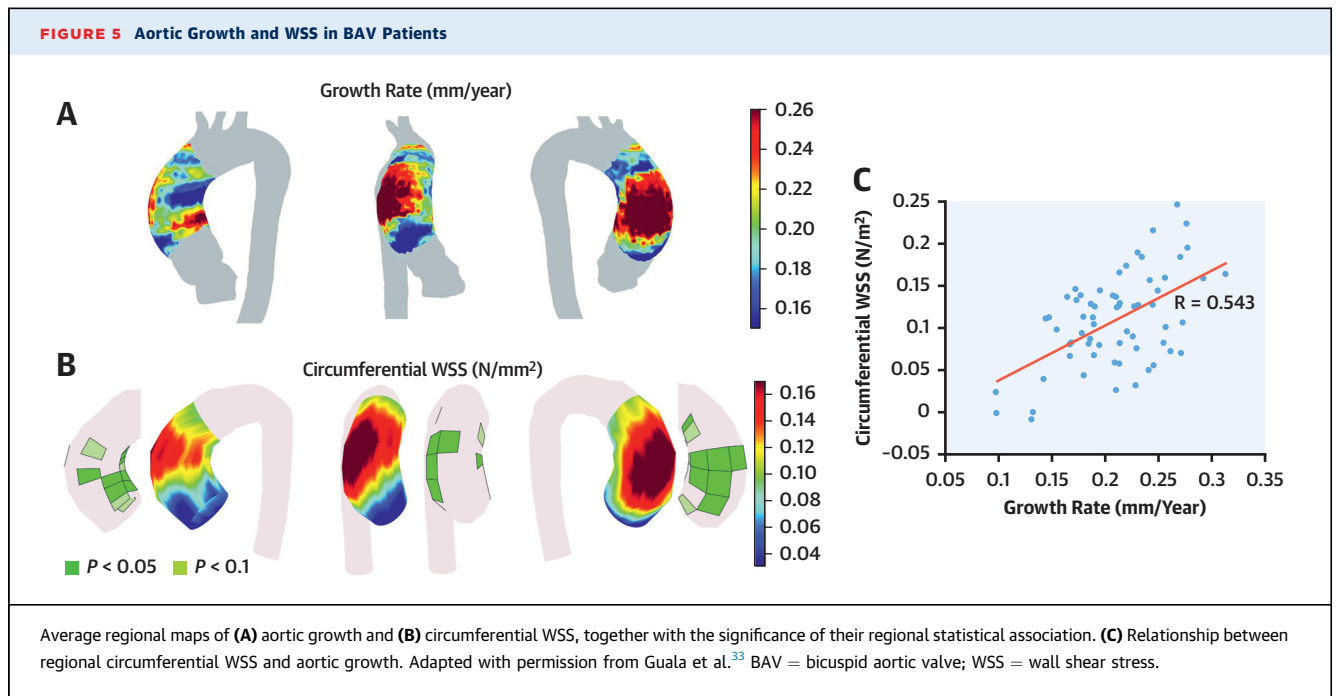 FIGURE 5 Aortic Growth and WSS in BAV Patients
A
Growth Rate (mm/year)
0.26
0.24
0.22
0.20
0.18
0.16
B
Circumferential WSS (N/mm²)
0.16
0.14
0.12
0.10
0.08
0.06
0.04
P < 0.05 P < 0.1
C
Circumferential WSS (N/m²)
0.25
0.2
0.15
0.1
0.05
0
−0.05
R = 0.543
0.05 0.1 0.15 0.2 0.25 0.3 0.35
Growth Rate (mm/Year)
Average regional maps of (A) aortic growth and (B) circumferential WSS, together with the significance of their regional statistical association. (C) Relationship between
regional circumferential WSS and aortic growth. Adapted with permission from Guala et al.³³ BAV = bicuspid aortic valve; WSS = wall shear stress.